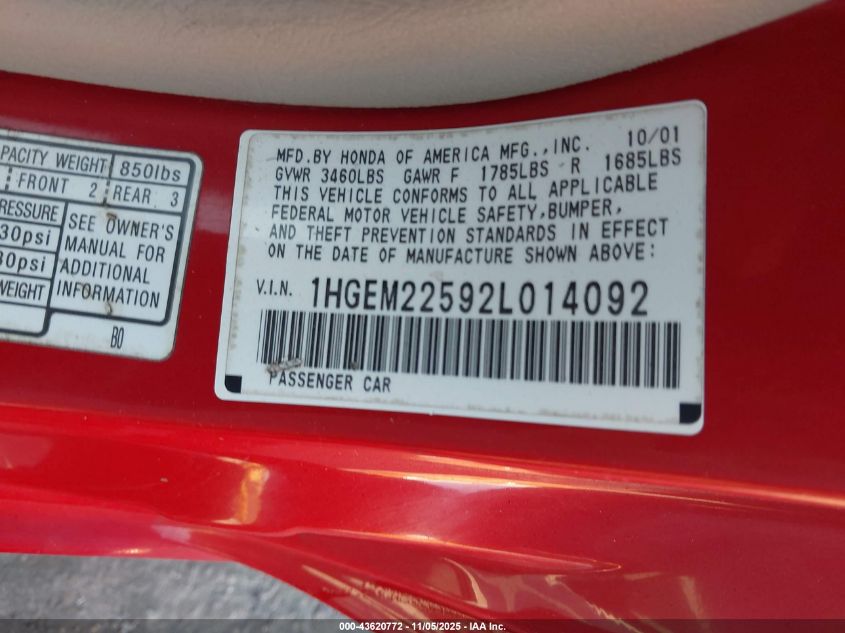 PACITY WEIGHT 850lbs
FRONT 2 REAR 3
RESSURE
30psi
30psi
WEIGHT
SEE OWNER'S
MANUAL FOR
ADDITIONAL
INFORMATION
B0
MFD.BY HONDA OF AMERICA MFG.,INC. 10/01
GVWR 3460LBS GAWR F 1785LBS R 1685LBS
THIS VEHICLE CONFORMS TO ALL APPLICABLE
FEDERAL MOTOR VEHICLE SAFETY,BUMPER,
AND THEFT PREVENTION STANDARDS IN EFFECT
ON THE DATE OF MANUFACTURE SHOWN ABOVE:
V.I.N. 1HGEM22592L014092
PASSENGER CAR
000-43620772 - 11/05/2025 - IAA Inc.